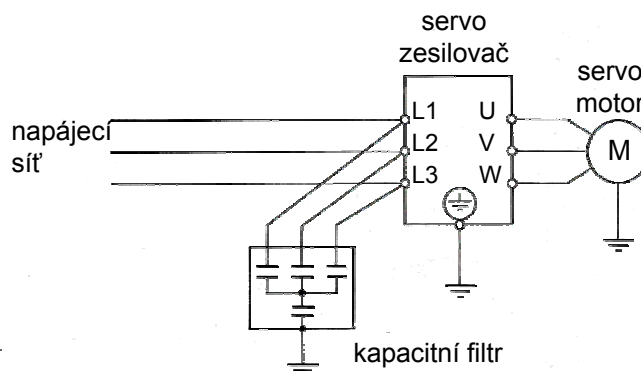 servo
zesilovač
servo
motor
napájecí
síť
L1
L2
L3
U
V
W
M
kapacitní filtr